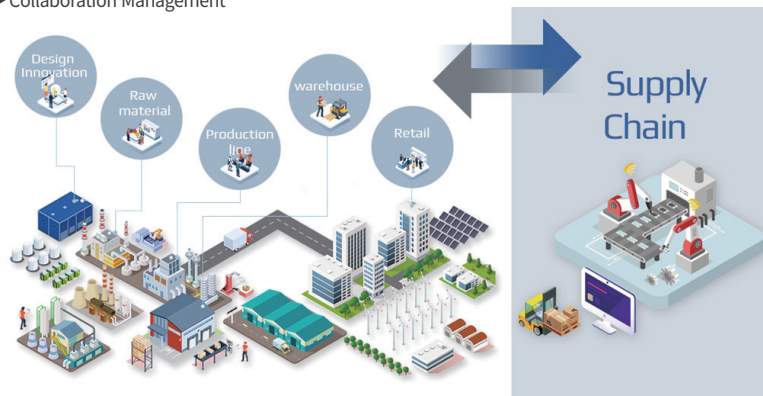 Collaboration Management
Design
Innovation
Raw
material
Production
line
warehouse
Retail
Supply
Chain